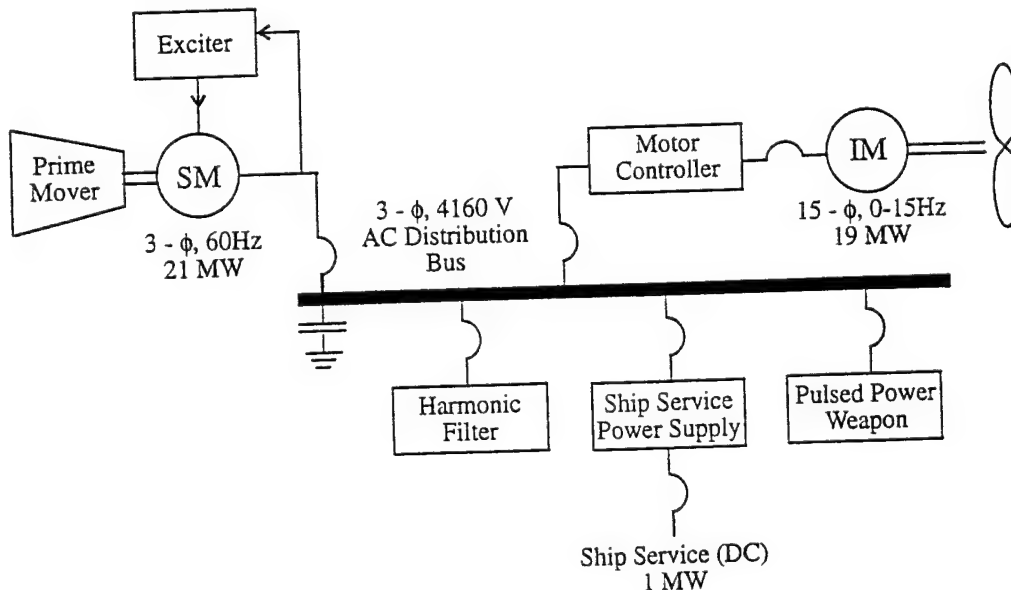 Exciter
Prime
Mover
SM
3 - ϕ, 60Hz
21 MW
3 - ϕ, 4160 V
AC Distribution
Bus
Motor
Controller
IM
15 - ϕ, 0-15Hz
19 MW
Harmonic
Filter
Ship Service
Power Supply
Pulsed Power
Weapon
Ship Service (DC)
1 MW